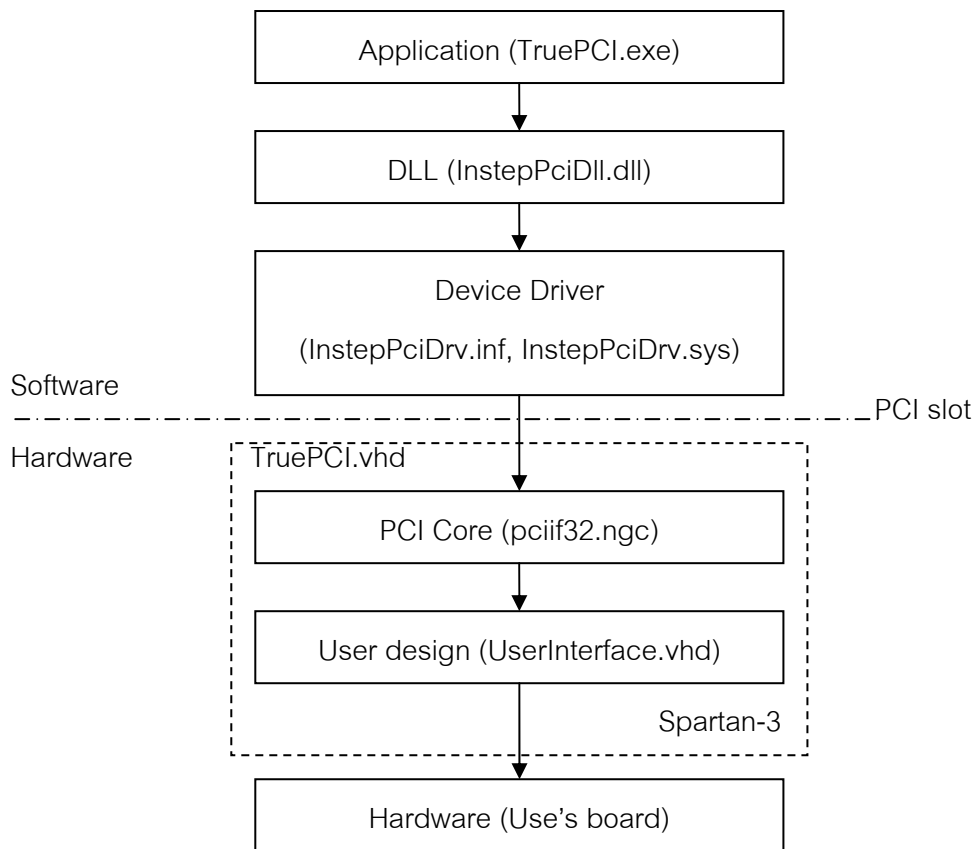 Application (TruePCI.exe)
DLL (InstepPciDll.dll)
Device Driver
(InstepPciDrv.inf, InstepPciDrv.sys)
Software
PCI slot
Hardware
TruePCI.vhd
PCI Core (pciif32.ngc)
User design (UserInterface.vhd)
Spartan-3
Hardware (Use's board)